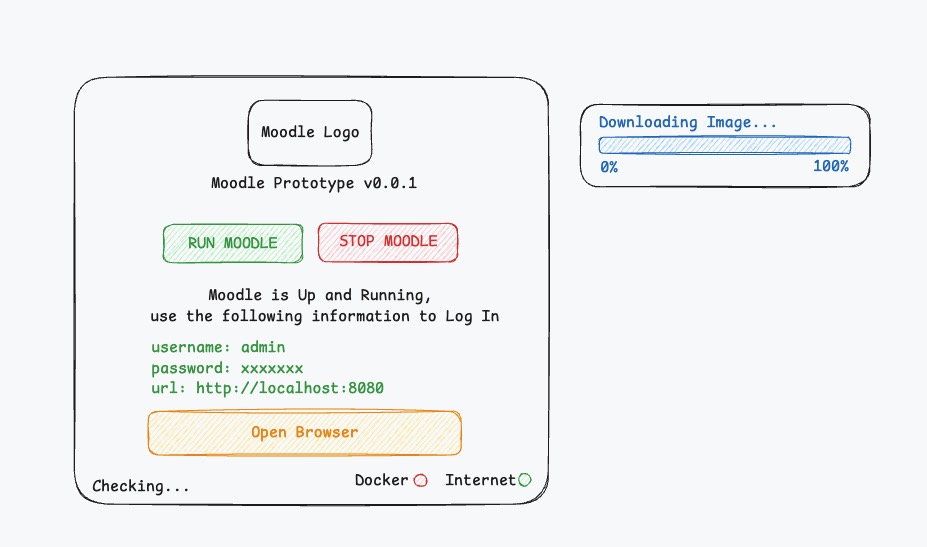 Moodle Logo
Moodle Prototype v0.0.1
RUN MOODLE
STOP MOODLE
Moodle is Up and Running,
use the following information to Log In
username: admin
password: xxxxxxx
url: http://localhost:8080
Open Browser
Checking...
Docker
Internet
Downloading Image...
0%
100%